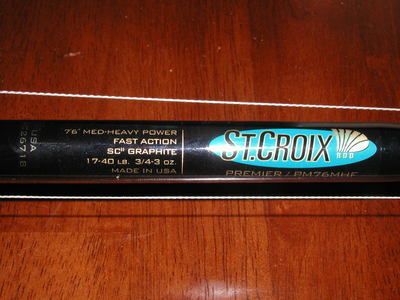 USA
26718
7'6" MED-HEAVY POWER
FAST ACTION
SCII GRAPHITE
17-40 LB. 3/4-3 OZ.
MADE IN USA
ST.CROIX
ROD
PREMIER / PM76MHF